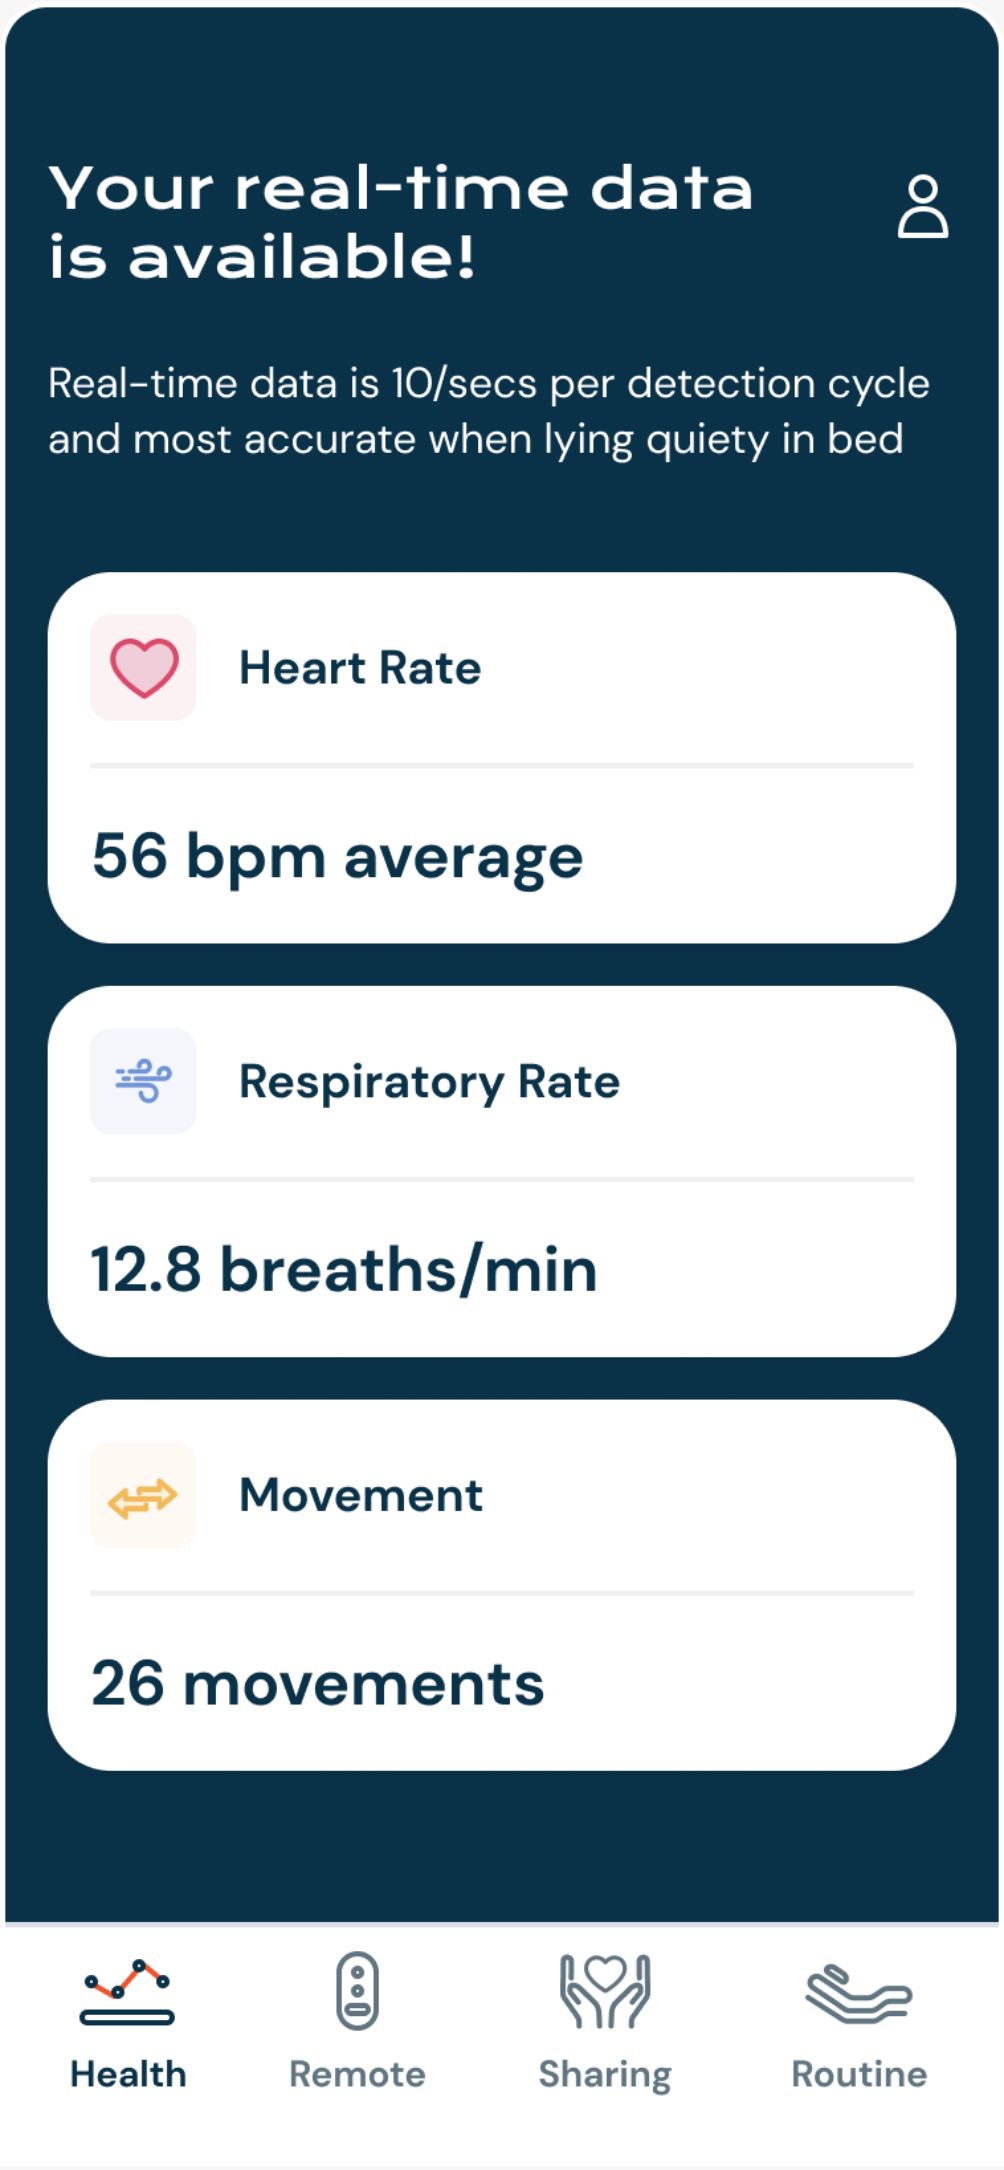 Your real-time data
is available!
Real-time data is 10/secs per detection cycle
and most accurate when lying quiety in bed
Heart Rate
56 bpm average
Respiratory Rate
12.8 breaths/min
Movement
26 movements
Health
Remote
Sharing
Routine